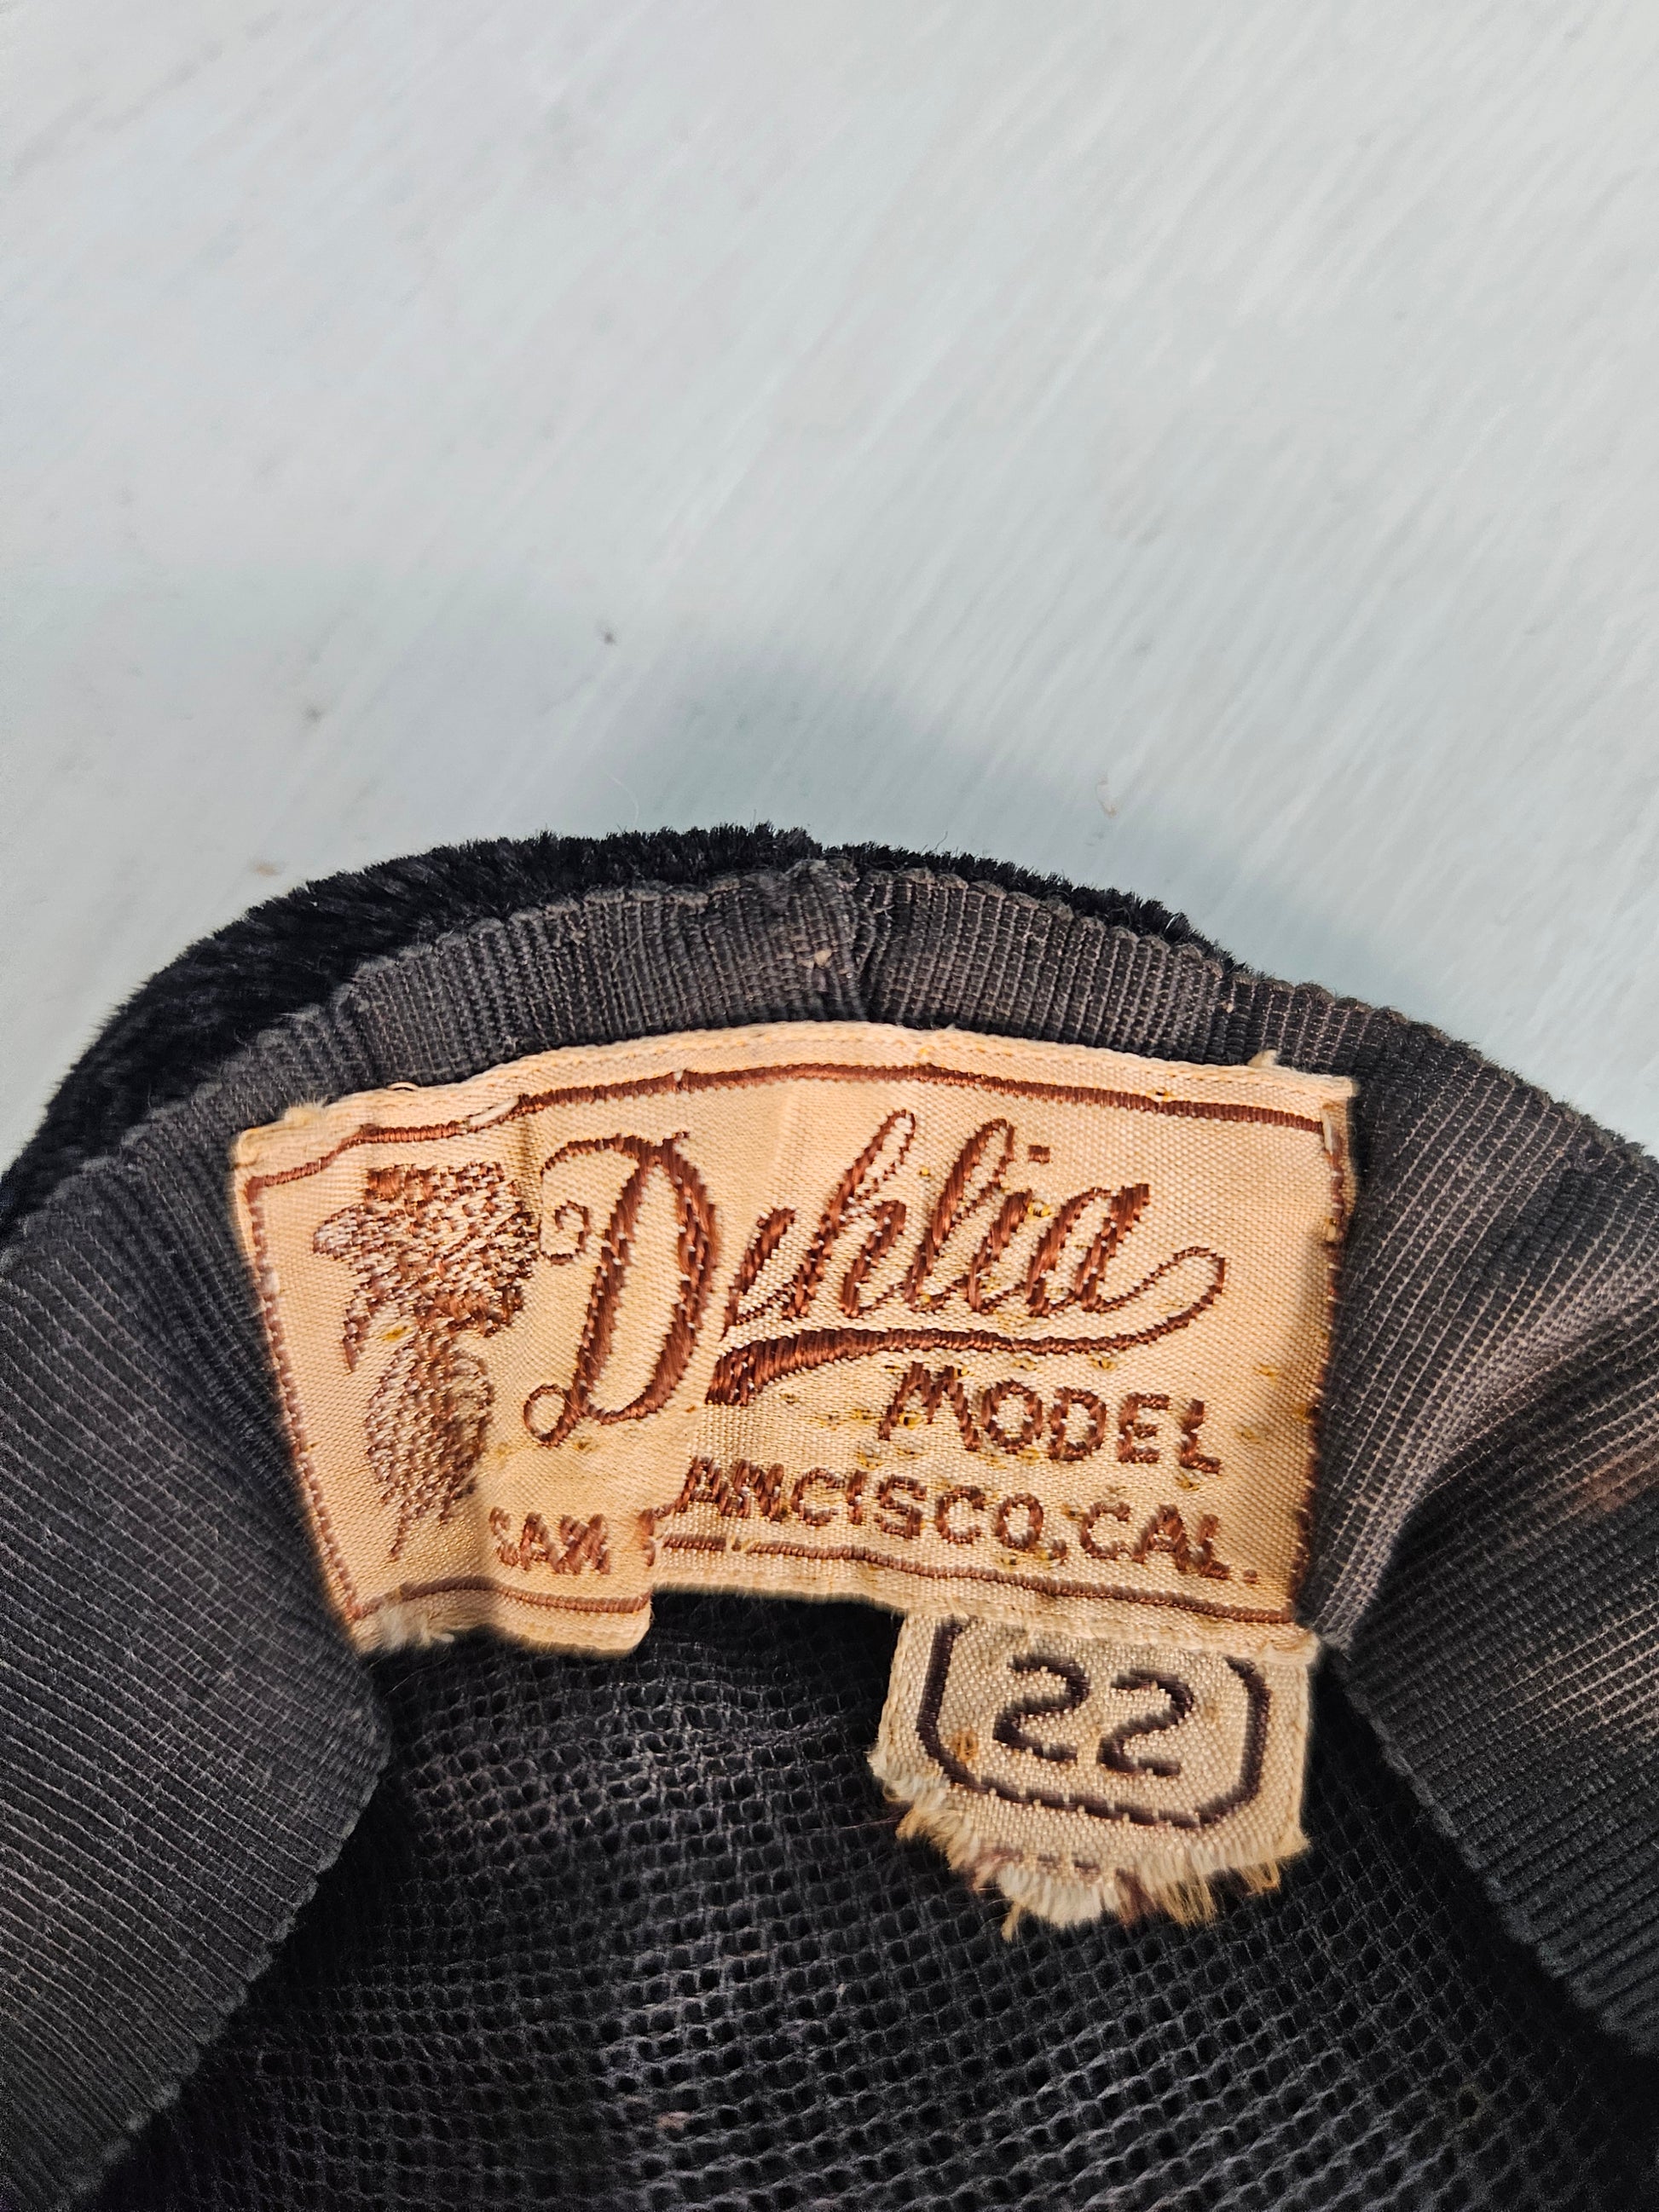 Dahlia
MODEL
SAN FRANCISCO, CAL.
22